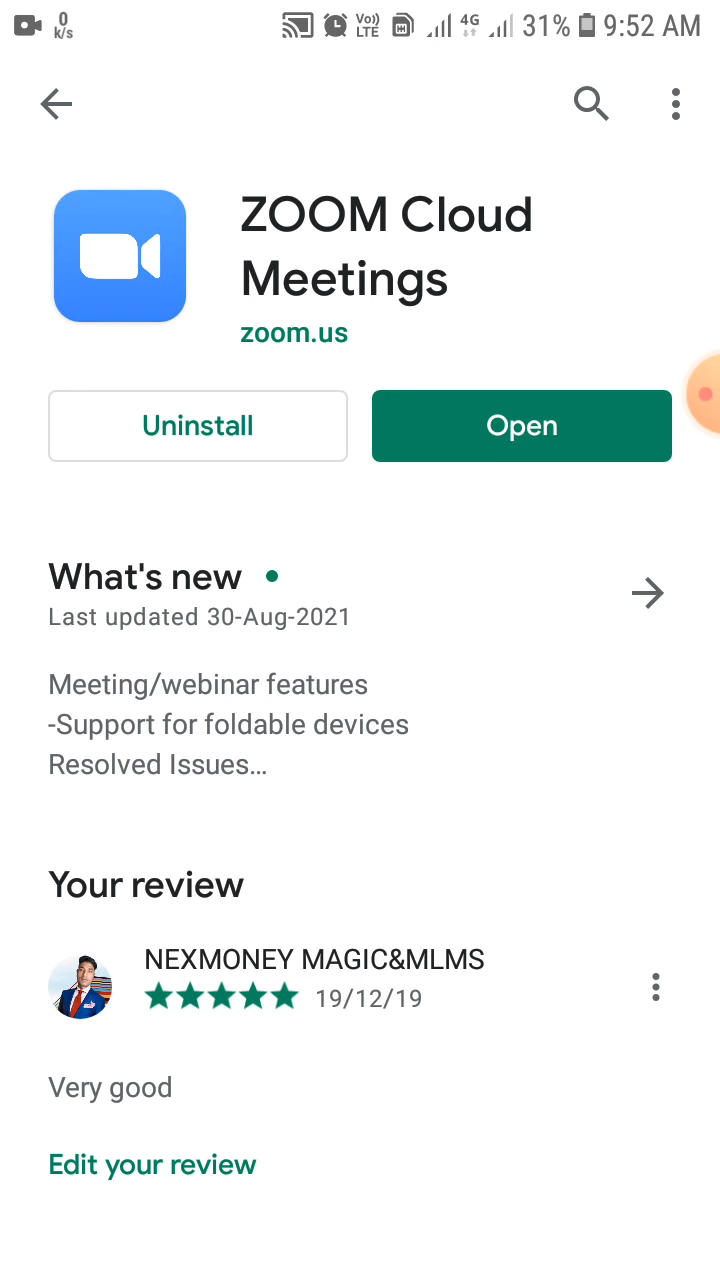 0
k/s
Vo))
LTE
4G
31%
9:52 AM
ZOOM Cloud
Meetings
zoom.us
Uninstall
Open
What's new
Last updated 30-Aug-2021
Meeting/webinar features
-Support for foldable devices
Resolved Issues…
Your review
NEXMONEY MAGIC&MLMS
19/12/19
Very good
Edit your review